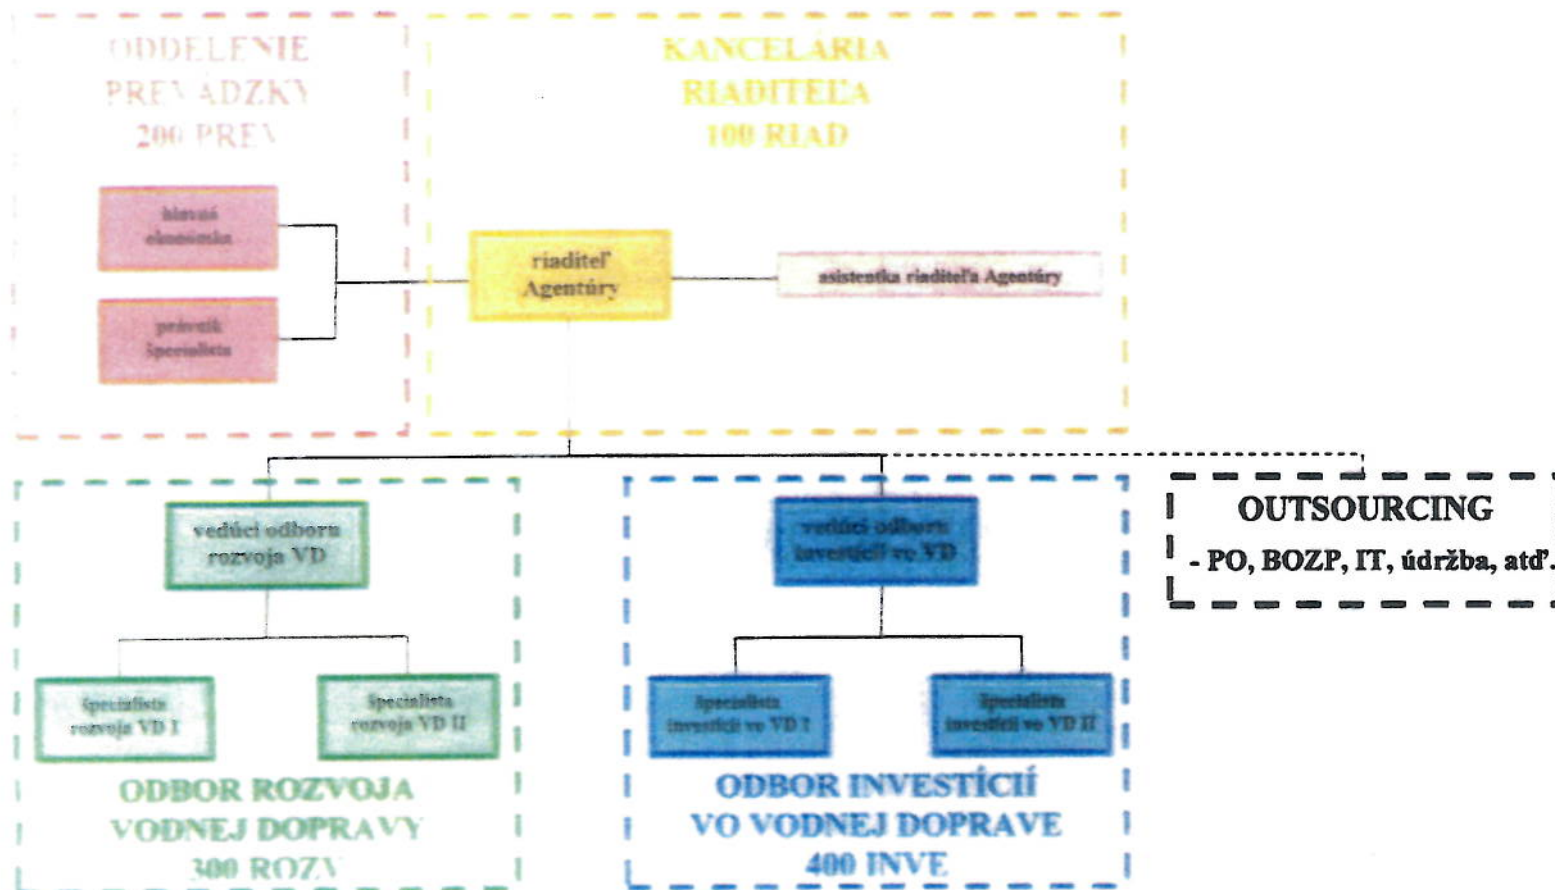 ODDELENIE
PREVÁDZKY
200 PREV
KANCELÁRIA
RIADITEĽA
100 RIAD
hlavná
ekonómka
právnik
špecialista
riaditeľ
Agentúry
asistentka riaditeľa Agentúry
vedúci odboru
rozvoja VD
vedúci odboru
investícií vo VD
OUTSOURCING
- PO, BOZP, IT, údržba, atď.
špecialista
rozvoja VD I
špecialista
rozvoja VD II
špecialista
investícií vo VD I
špecialista
investícií vo VD II
ODBOR ROZVOJA
VODNEJ DOPRAVY
300 ROZV
ODBOR INVESTÍCIÍ
VO VODNEJ DOPRAVE
400 INVE